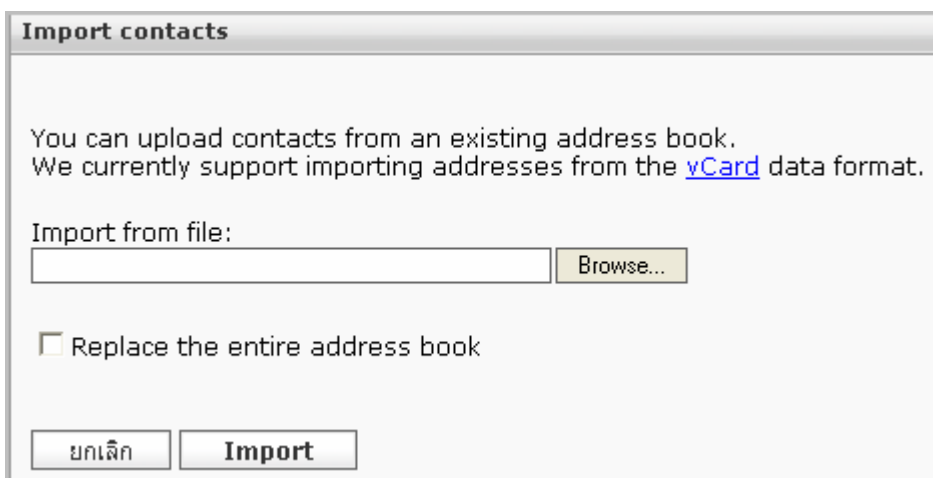 Import contacts
You can upload contacts from an existing address book.
We currently support importing addresses from the vCard data format.
Import from file:
Browse...
Replace the entire address book
ยกเลิก Import